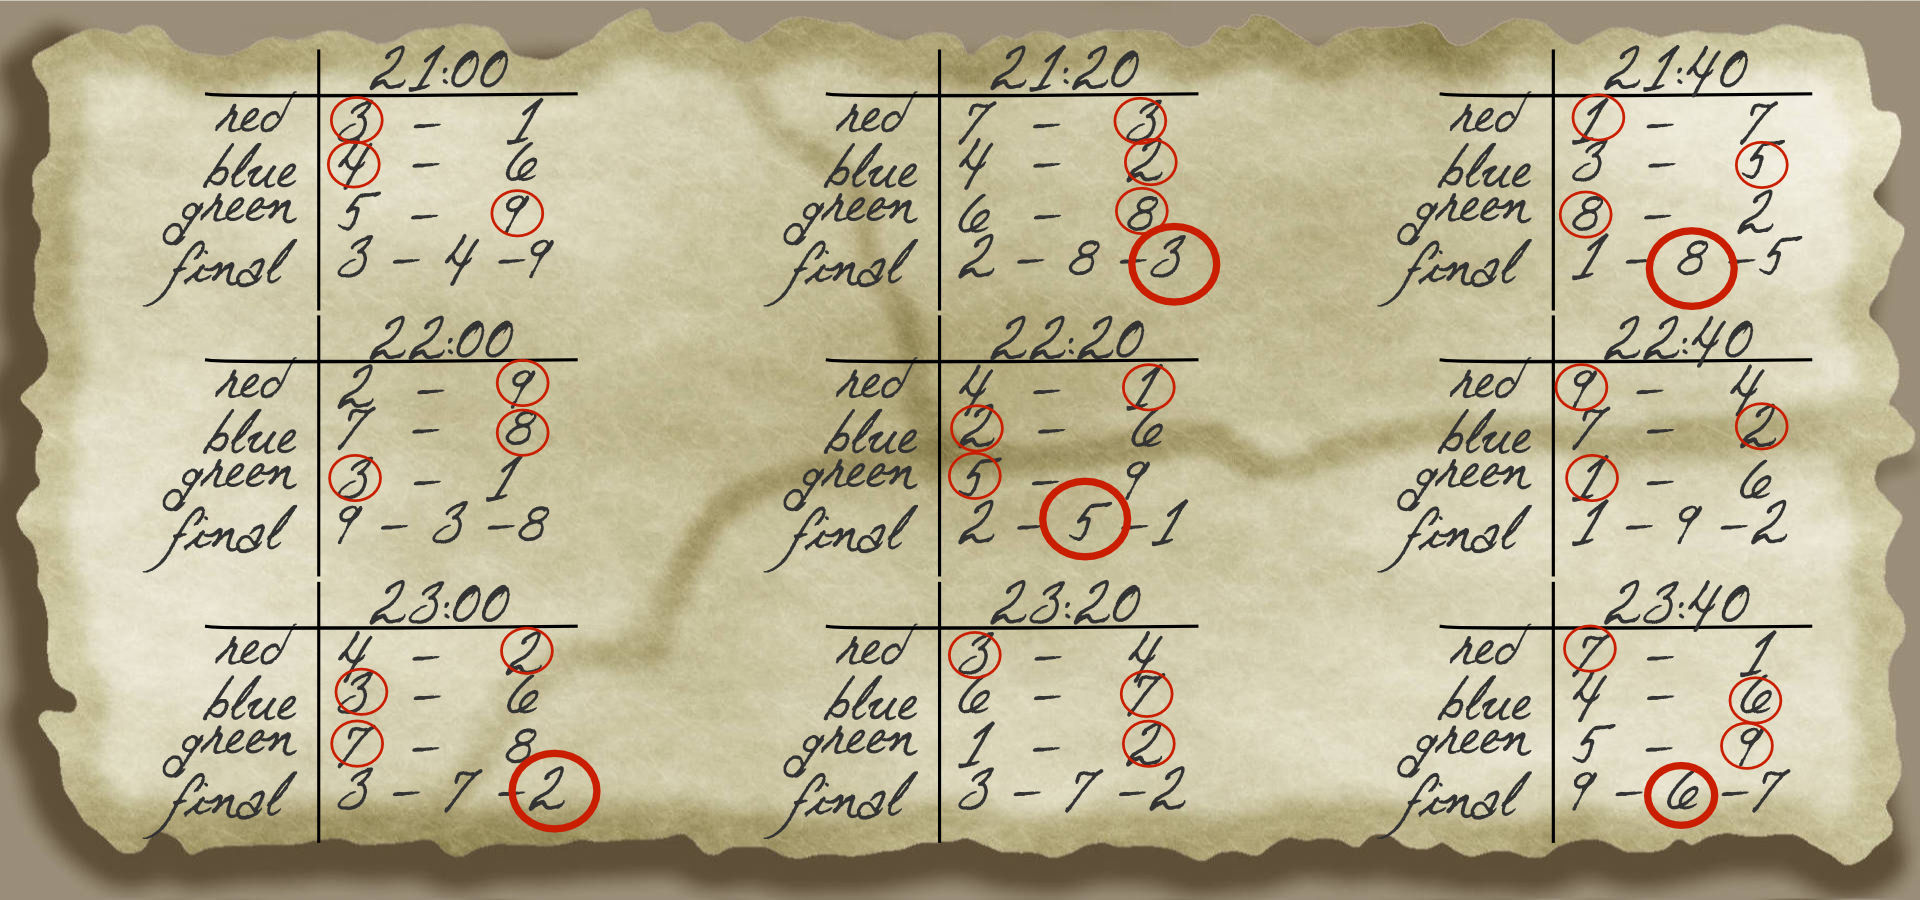 21:00
red 3 - 1
blue 4 - 6
green 5 - 9
final 3 - 4 - 9
21:20
red 7 - 3
blue 4 - 2
green 6 - 8
final 2 - 8 - 3
21:40
red 1 - 7
blue 3 - 5
green 8 - 2
final 1 - 8 - 5
22:00
red 2 - 9
blue 7 - 8
green 3 - 1
final 9 - 3 - 8
22:20
red 4 - 1
blue 2 - 6
green 5 - 9
final 2 - 5 - 1
22:40
red 9 - 4
blue 7 - 2
green 1 - 6
final 1 - 9 - 2
23:00
red 4 - 2
blue 3 - 6
green 7 - 8
final 3 - 7 - 2
23:20
red 3 - 4
blue 6 - 7
green 1 - 2
final 3 - 7 - 2
23:40
red 7 - 1
blue 4 - 6
green 5 - 9
final 9 - 6 - 7